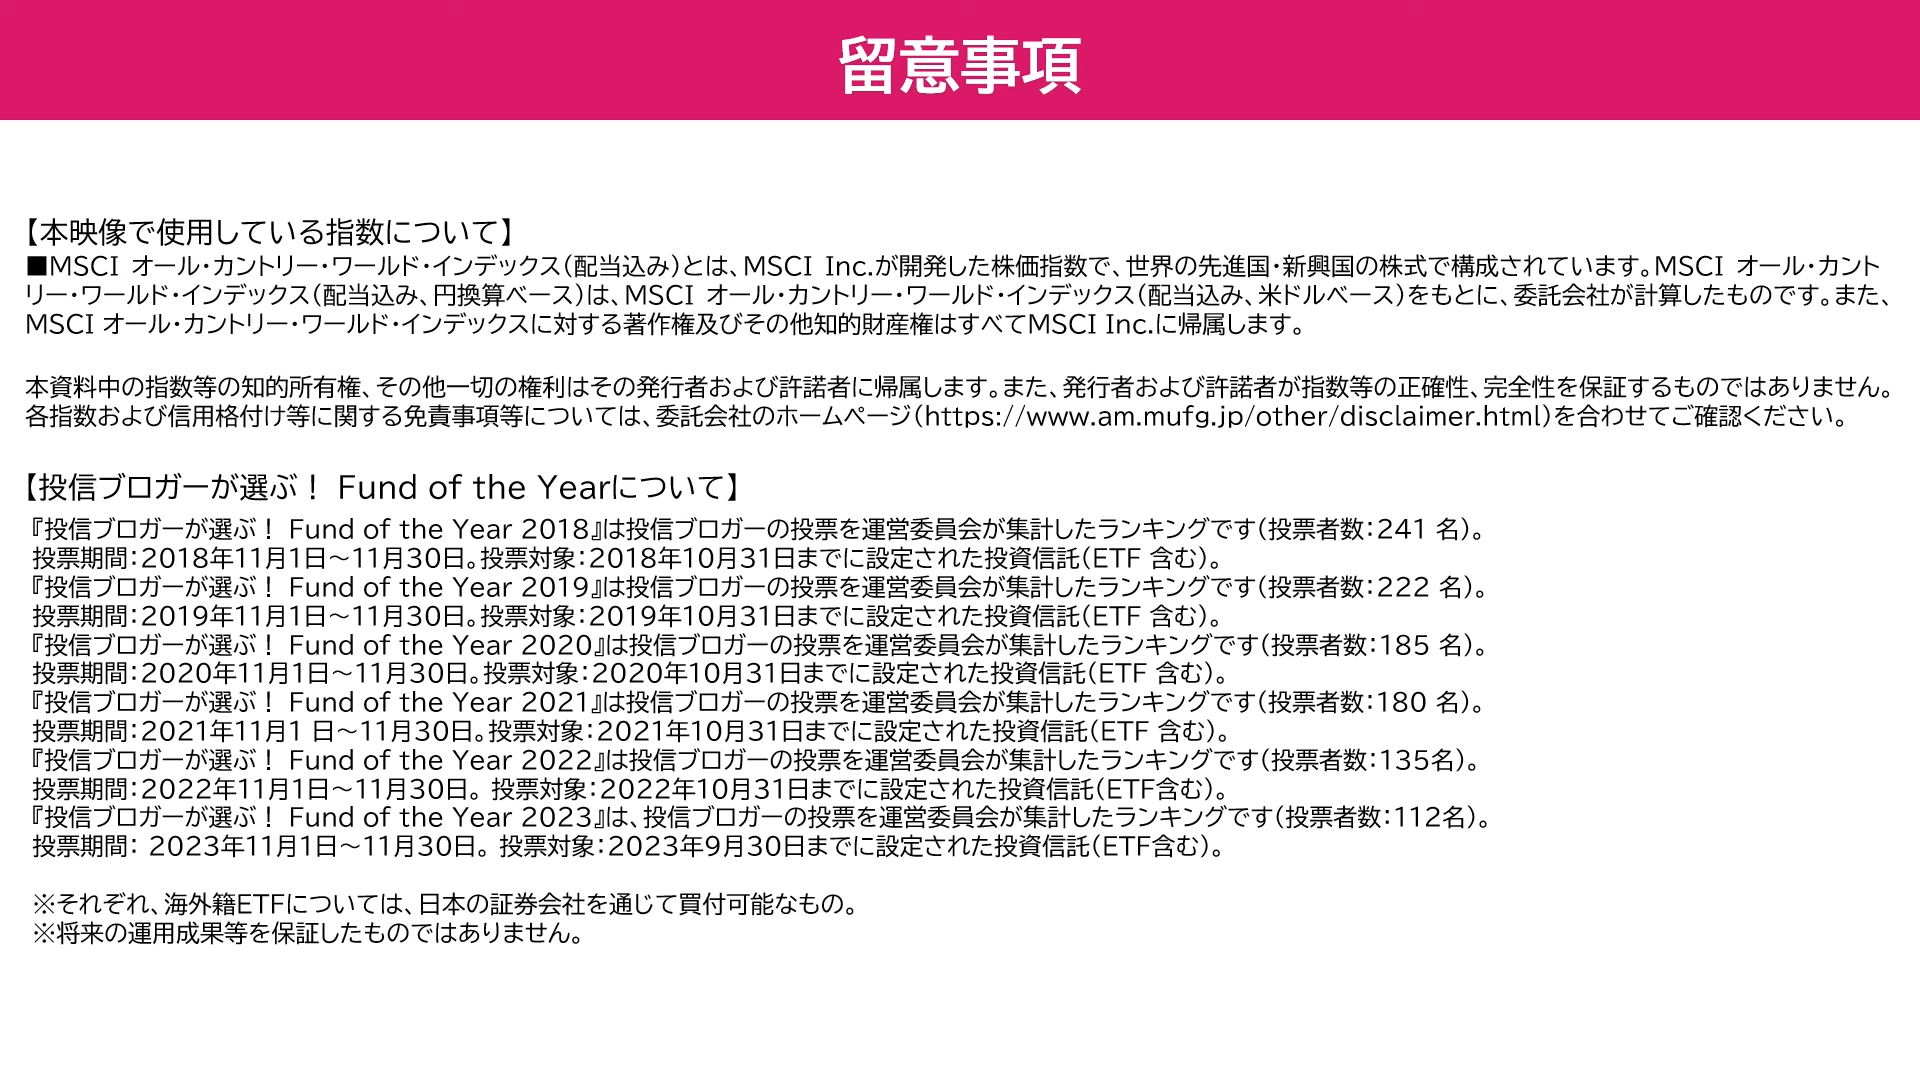 留意事項
【本映像で使用している指数について】
■MSCI オール・カントリー・ワールド・インデックス（配当込み）とは、MSCI Inc.が開発した株価指数で、世界の先進国・新興国の株式で構成されています。MSCI オール・カント
リー・ワールド・インデックス（配当込み、円換算ベース）は、MSCI オール・カントリー・ワールド・インデックス（配当込み、米ドルベース）をもとに、委託会社が計算したものです。また、
MSCI オール・カントリー・ワールド・インデックスに対する著作権及びその他知的財産権はすべてMSCI Inc.に帰属します。
本資料中の指数等の知的所有権、その他一切の権利はその発行者および許諾者に帰属します。また、発行者および許諾者が指数等の正確性、完全性を保証するものではありません。
各指数および信用格付け等に関する免責事項等については、委託会社のホームページ（https://www.am.mufg.jp/other/disclaimer.html）を合わせてご確認ください。
【投信ブロガーが選ぶ！ Fund of the Yearについて】
『投信ブロガーが選ぶ！ Fund of the Year 2018』は投信ブロガーの投票を運営委員会が集計したランキングです（投票者数：241 名）。
投票期間：2018年11月1日～11月30日。投票対象：2018年10月31日までに設定された投資信託（ETF 含む）。
『投信ブロガーが選ぶ！ Fund of the Year 2019』は投信ブロガーの投票を運営委員会が集計したランキングです（投票者数：222 名）。
投票期間：2019年11月1日～11月30日。投票対象：2019年10月31日までに設定された投資信託（ETF 含む）。
『投信ブロガーが選ぶ！ Fund of the Year 2020』は投信ブロガーの投票を運営委員会が集計したランキングです（投票者数：185 名）。
投票期間：2020年11月1日～11月30日。投票対象：2020年10月31日までに設定された投資信託（ETF 含む）。
『投信ブロガーが選ぶ！ Fund of the Year 2021』は投信ブロガーの投票を運営委員会が集計したランキングです（投票者数：180 名）。
投票期間：2021年11月1 日～11月30日。投票対象：2021年10月31日までに設定された投資信託（ETF 含む）。
『投信ブロガーが選ぶ！ Fund of the Year 2022』は投信ブロガーの投票を運営委員会が集計したランキングです（投票者数：135名）。
投票期間：2022年11月1日～11月30日。 投票対象：2022年10月31日までに設定された投資信託（ETF含む）。
『投信ブロガーが選ぶ！ Fund of the Year 2023』は、投信ブロガーの投票を運営委員会が集計したランキングです（投票者数：112名）。
投票期間： 2023年11月1日～11月30日。 投票対象：2023年9月30日までに設定された投資信託（ETF含む）。
※それぞれ、海外籍ETFについては、日本の証券会社を通じて買付可能なもの。
※将来の運用成果等を保証したものではありません。